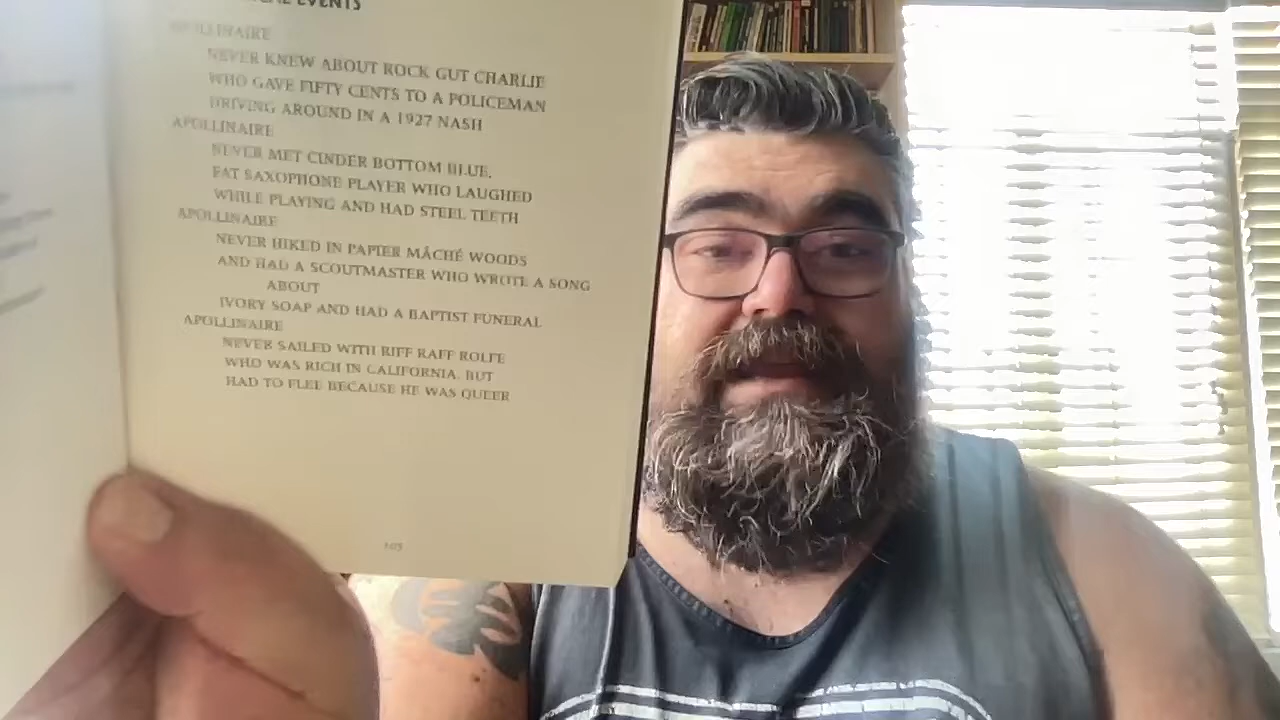 EVENTS
APOLLINAIRE
NEVER KNEW ABOUT ROCK GUT CHARLIE
WHO GAVE FIFTY CENTS TO A POLICEMAN
DRIVING AROUND IN A 1927 NASH
APOLLINAIRE
NEVER MET CINDER BOTTOM BLUE,
FAT SAXOPHONE PLAYER WHO LAUGHED
WHILE PLAYING AND HAD STEEL TEETH
APOLLINAIRE
NEVER HIKED IN PAPIER MÂCHÉ WOODS
AND HAD A SCOUTMASTER WHO WROTE A SONG
ABOUT
IVORY SOAP AND HAD A BAPTIST FUNERAL
APOLLINAIRE
NEVER SAILED WITH RIFF RAFF ROLFE
WHO WAS RICH IN CALIFORNIA, BUT
HAD TO FLEE BECAUSE HE WAS QUEER